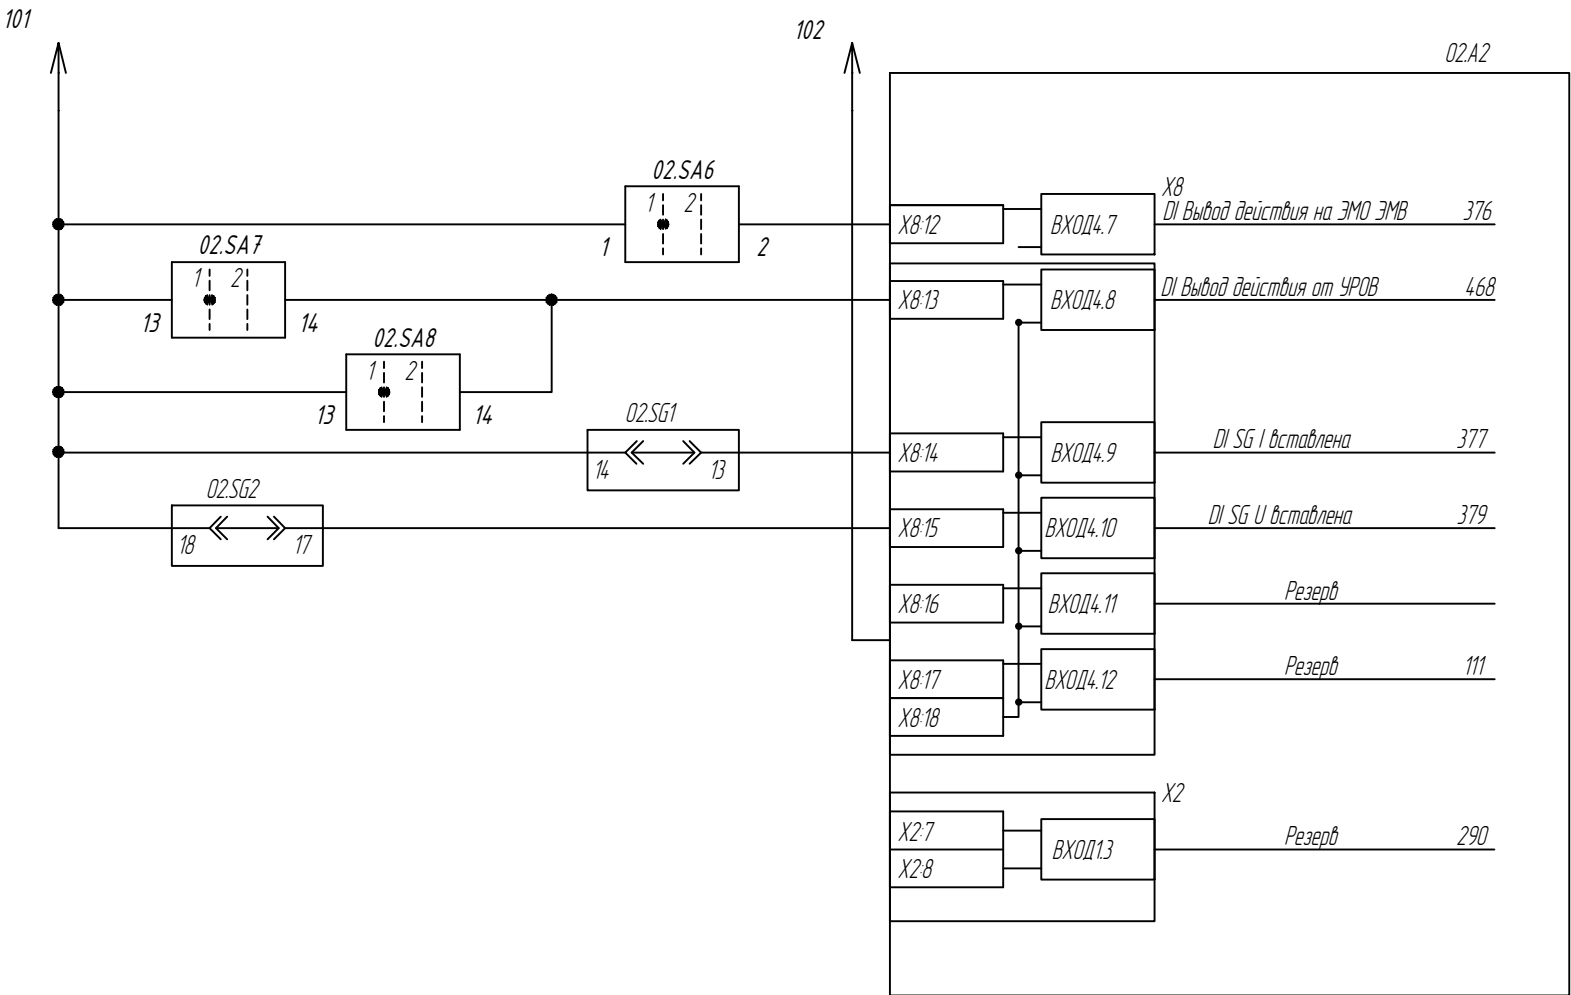 101
102
02.A2
02.SA6
1 2
1
2
X8
X8:12
ВХОД4.7
DI Вывод действия на ЭМО ЭМВ
376
02.SA7
1 2
13
14
X8:13
ВХОД4.8
DI Вывод действия от УРОВ
468
02.SA8
1 2
13
14
02.SG1
14
13
X8:14
ВХОД4.9
DI SG I вставлена
377
02.SG2
18
17
X8:15
ВХОД4.10
DI SG U вставлена
379
X8:16
ВХОД4.11
Резерв
X8:17
ВХОД4.12
Резерв
111
X8:18
X2
X2:7
ВХОД1.3
Резерв
290
X2:8